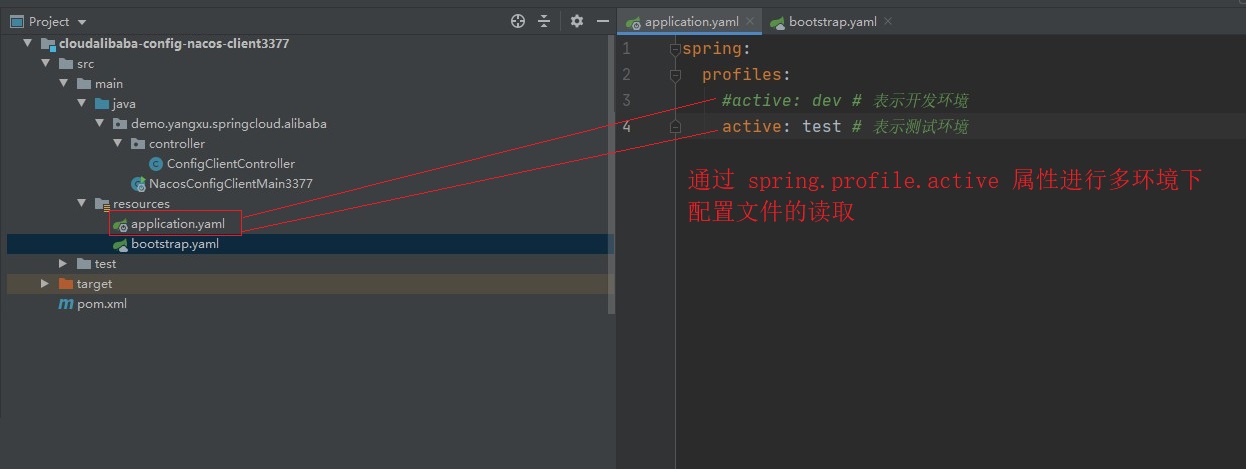 Project
application.yaml
bootstrap.yaml
cloudalibaba-config-nacos-client3377
src
main
java
demo.yangxu.springcloud.alibaba
controller
ConfigClientController
NacosConfigClientMain3377
resources
application.yaml
bootstrap.yaml
test
target
pom.xml
1 spring:
2 profiles:
3 #active: dev # 表示开发环境
4 active: test # 表示测试环境
通过 spring.profile.active 属性进行多环境下
配置文件的读取